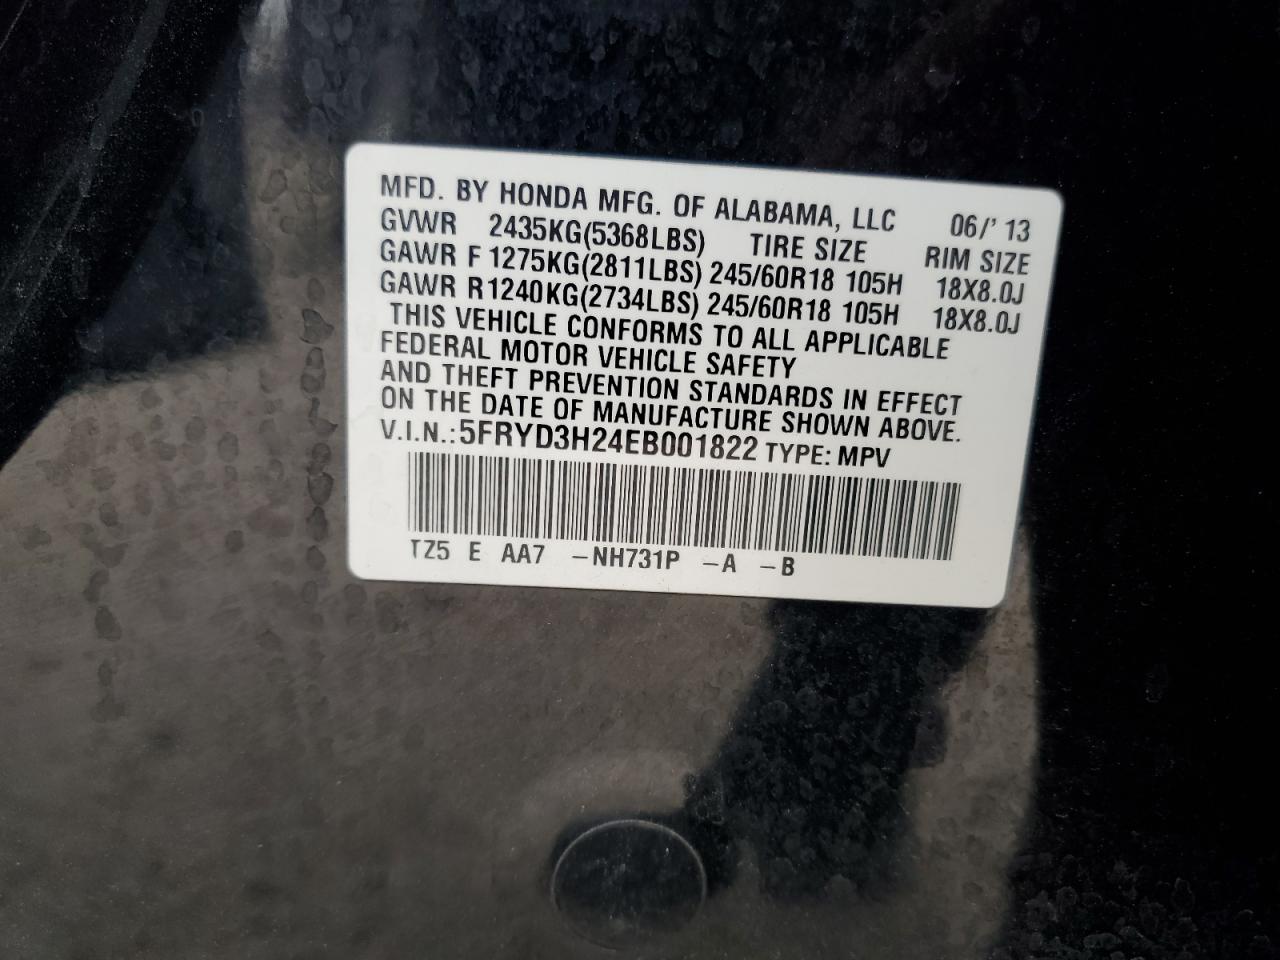 MFD. BY HONDA MFG. OF ALABAMA, LLC 06/'13
GVWR 2435KG(5368LBS) TIRE SIZE RIM SIZE
GAWR F 1275KG(2811LBS) 245/60R18 105H 18X8.0J
GAWR R1240KG(2734LBS) 245/60R18 105H 18X8.0J
THIS VEHICLE CONFORMS TO ALL APPLICABLE
FEDERAL MOTOR VEHICLE SAFETY
AND THEFT PREVENTION STANDARDS IN EFFECT
ON THE DATE OF MANUFACTURE SHOWN ABOVE.
V.I.N.:5FRYD3H24EB001822 TYPE: MPV
TZ5 E AA7 -NH731P -A -B